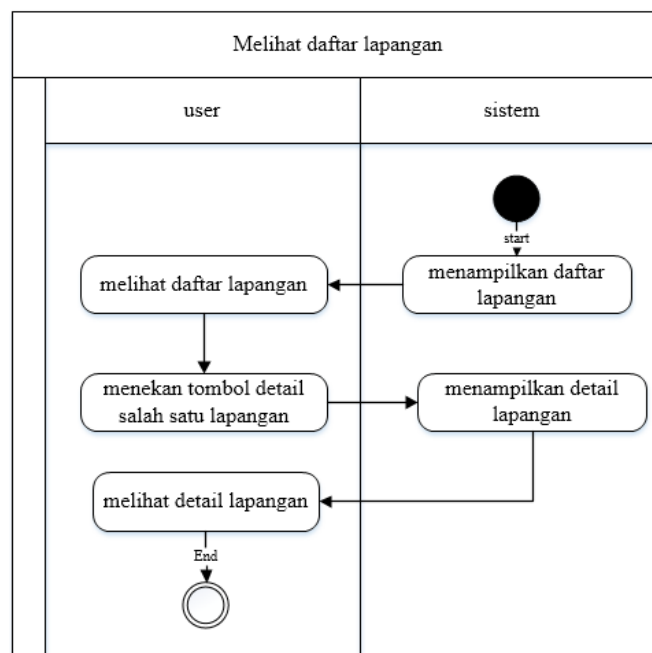 Melihat daftar lapangan
user
sistem
start
menampilkan daftar
lapangan
melihat daftar lapangan
menekan tombol detail
salah satu lapangan
menampilkan detail
lapangan
melihat detail lapangan
End